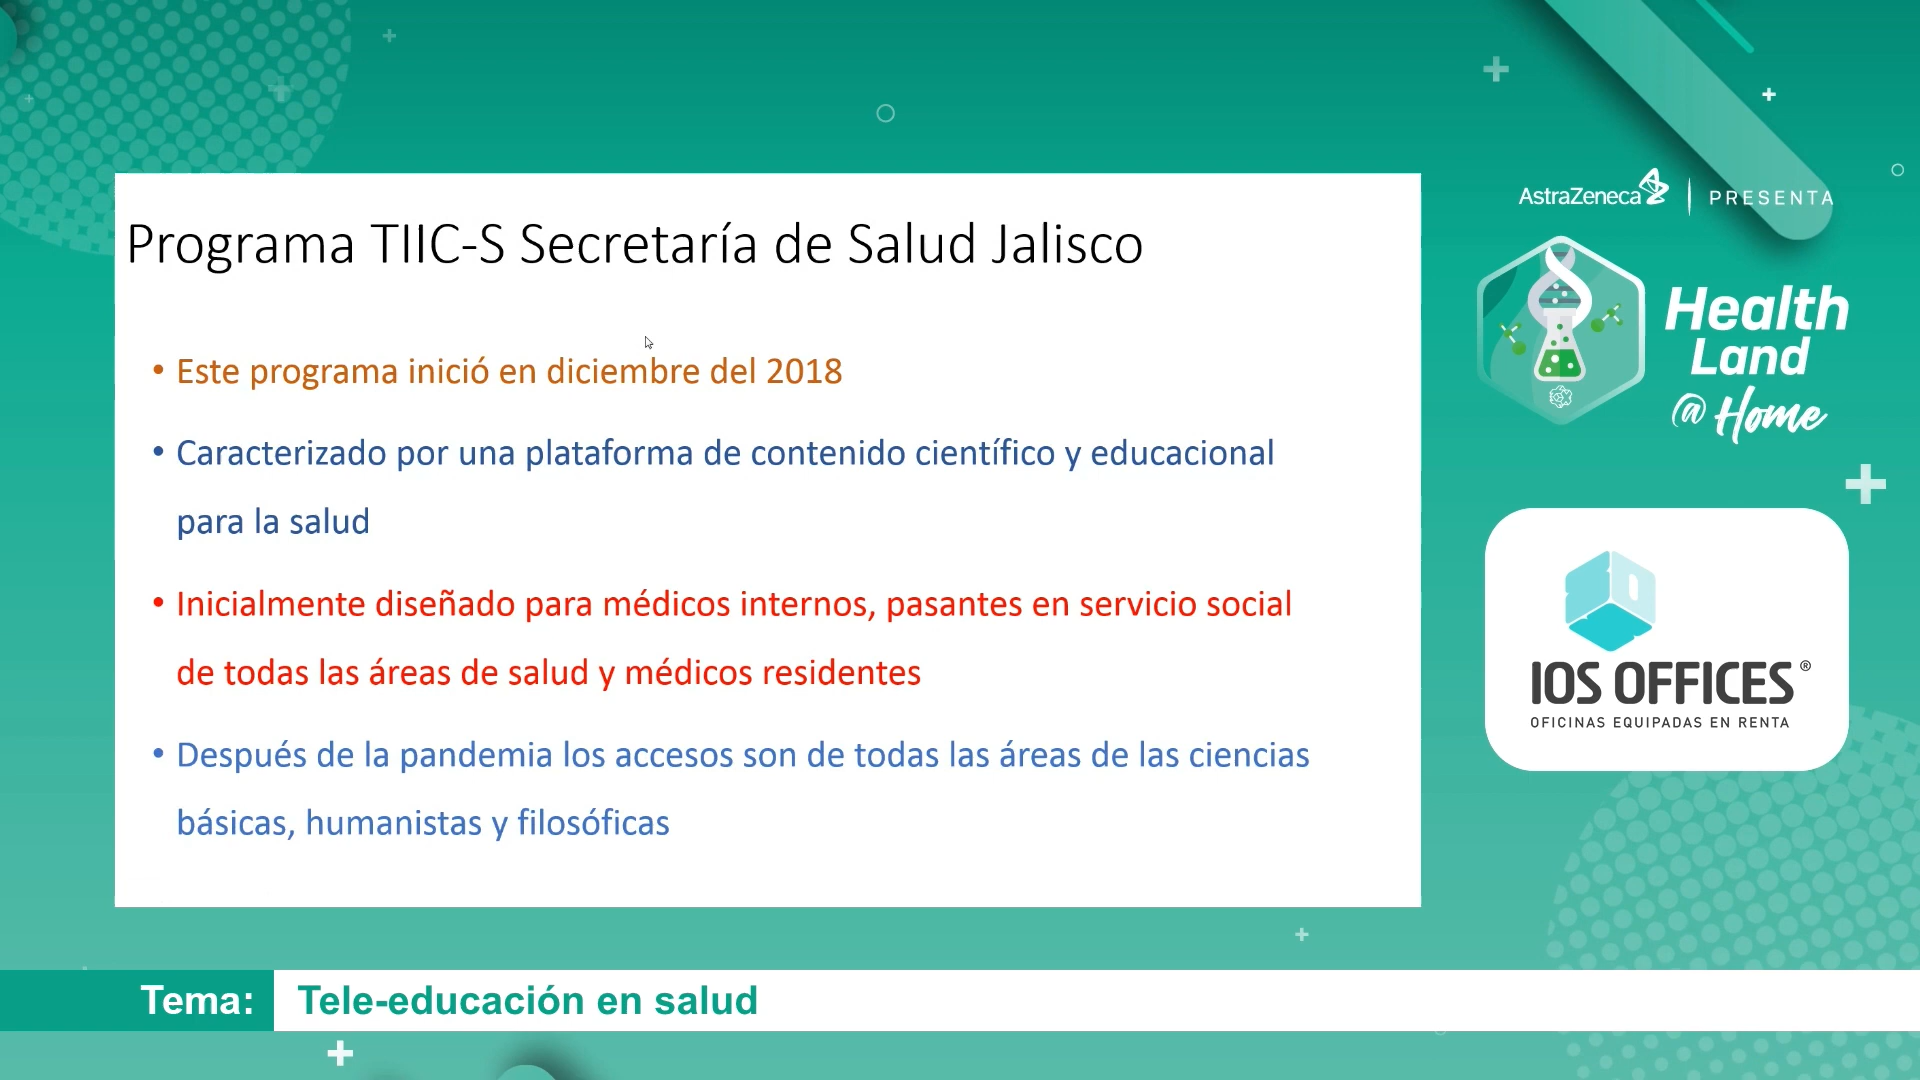 Programa TIIC-S Secretaría de Salud Jalisco
• Este programa inició en diciembre del 2018
• Caracterizado por una plataforma de contenido científico y educacional
para la salud
• Inicialmente diseñado para médicos internos, pasantes en servicio social
de todas las áreas de salud y médicos residentes
• Después de la pandemia los accesos son de todas las áreas de las ciencias
básicas, humanistas y filosóficas
AstraZeneca | PRESENTA
Health
Land
@ Home
IOS OFFICES®
OFICINAS EQUIPADAS EN RENTA
Tema: Tele-educación en salud